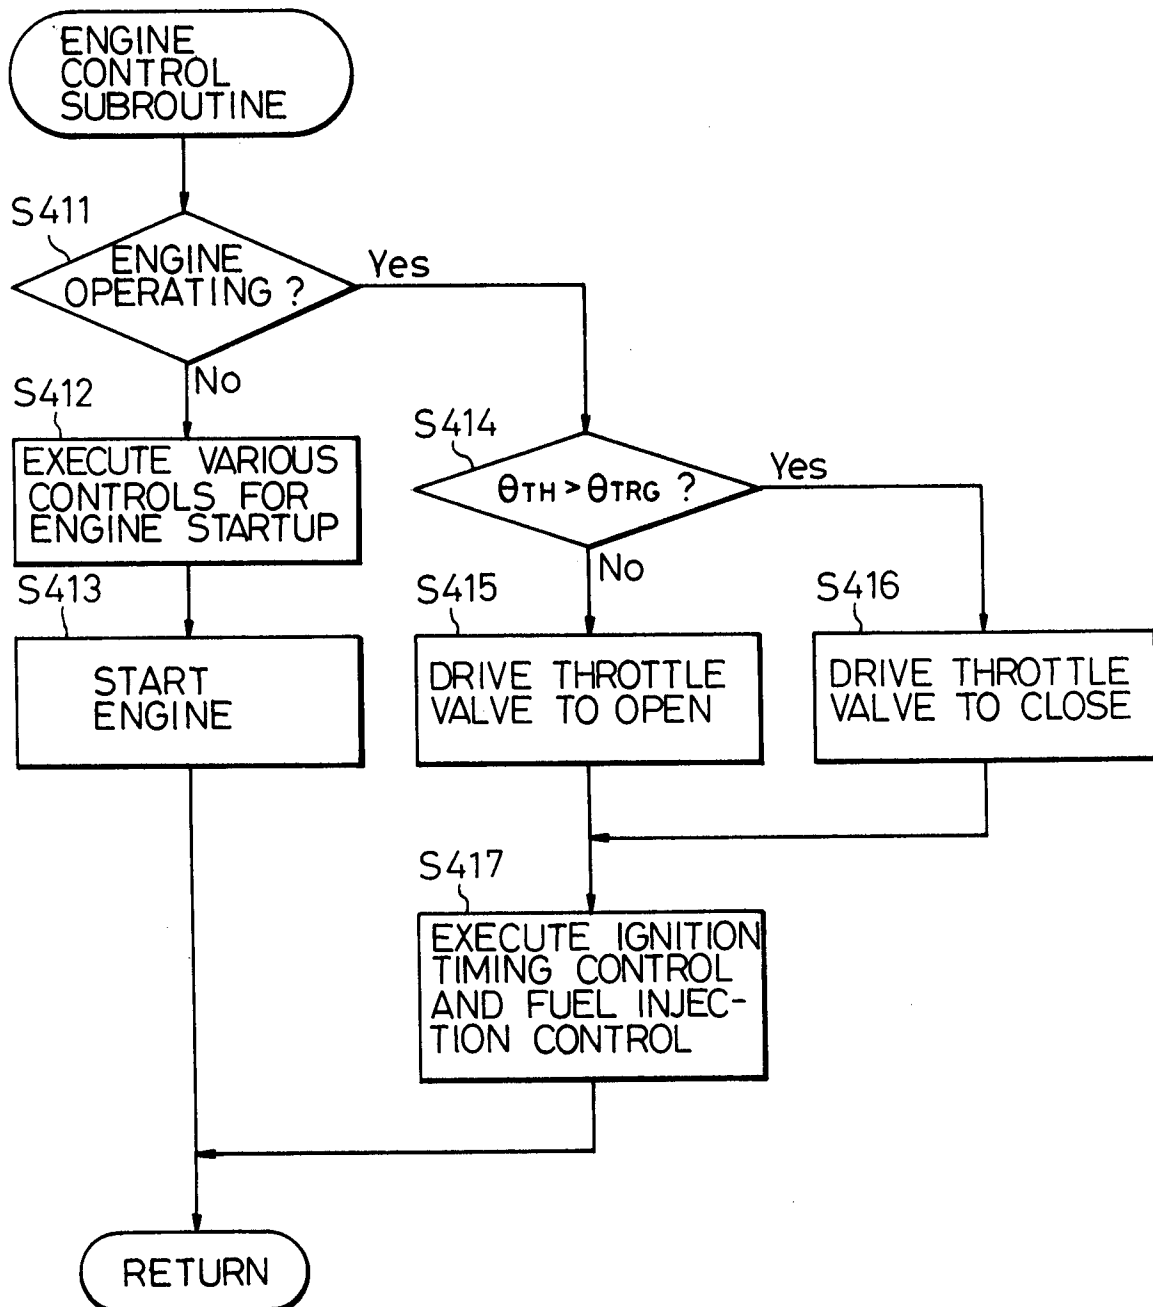 ENGINE
CONTROL
SUBROUTINE
S411
ENGINE
OPERATING ?
Yes
No
S412
EXECUTE VARIOUS
CONTROLS FOR
ENGINE STARTUP
S413
START
ENGINE
S414
θTH > θTRG ?
Yes
No
S415
DRIVE THROTTLE
VALVE TO OPEN
S416
DRIVE THROTTLE
VALVE TO CLOSE
S417
EXECUTE IGNITION
TIMING CONTROL
AND FUEL INJEC-
TION CONTROL
RETURN